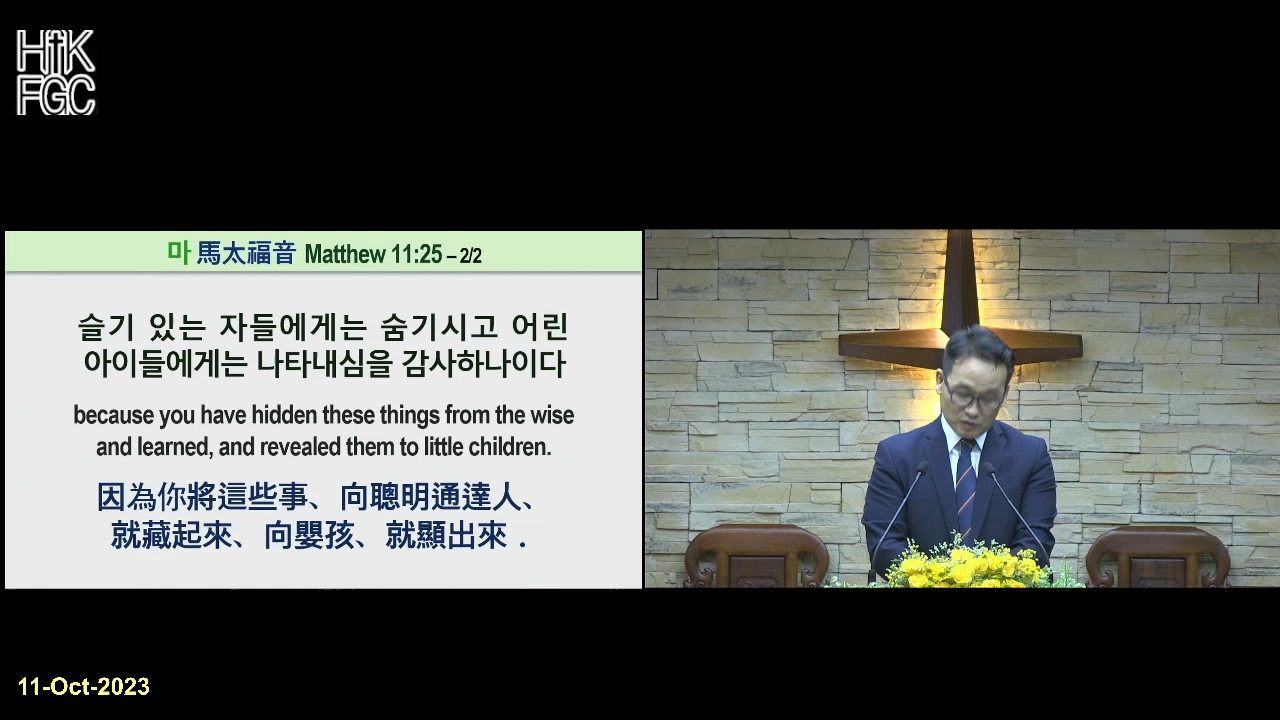 HfK
FGC
마 馬太福音 Matthew 11:25 – 2/2
슬기 있는 자들에게는 숨기시고 어린
아이들에게는 나타내심을 감사하나이다
because you have hidden these things from the wise
and learned, and revealed them to little children.
因為你將這些事、向聰明通達人、
就藏起來、向嬰孩、就顯出來．
11-Oct-2023